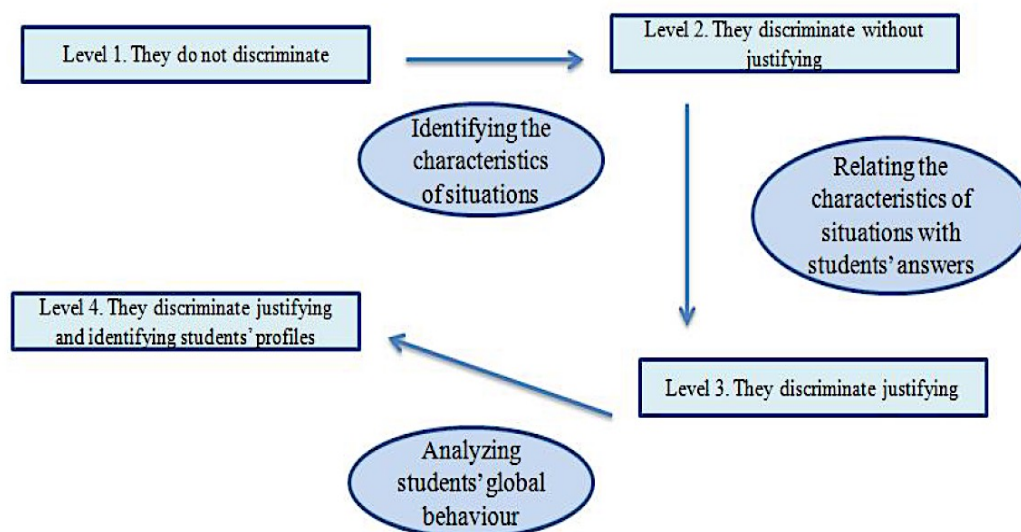 Level 1. They do not discriminate
Level 2. They discriminate without
justifying
Identifying the
characteristics
of situations
Relating the
characteristics of
situations with
students' answers
Level 3. They discriminate justifying
Analyzing
students' global
behaviour
Level 4. They discriminate justifying
and identifying students' profiles